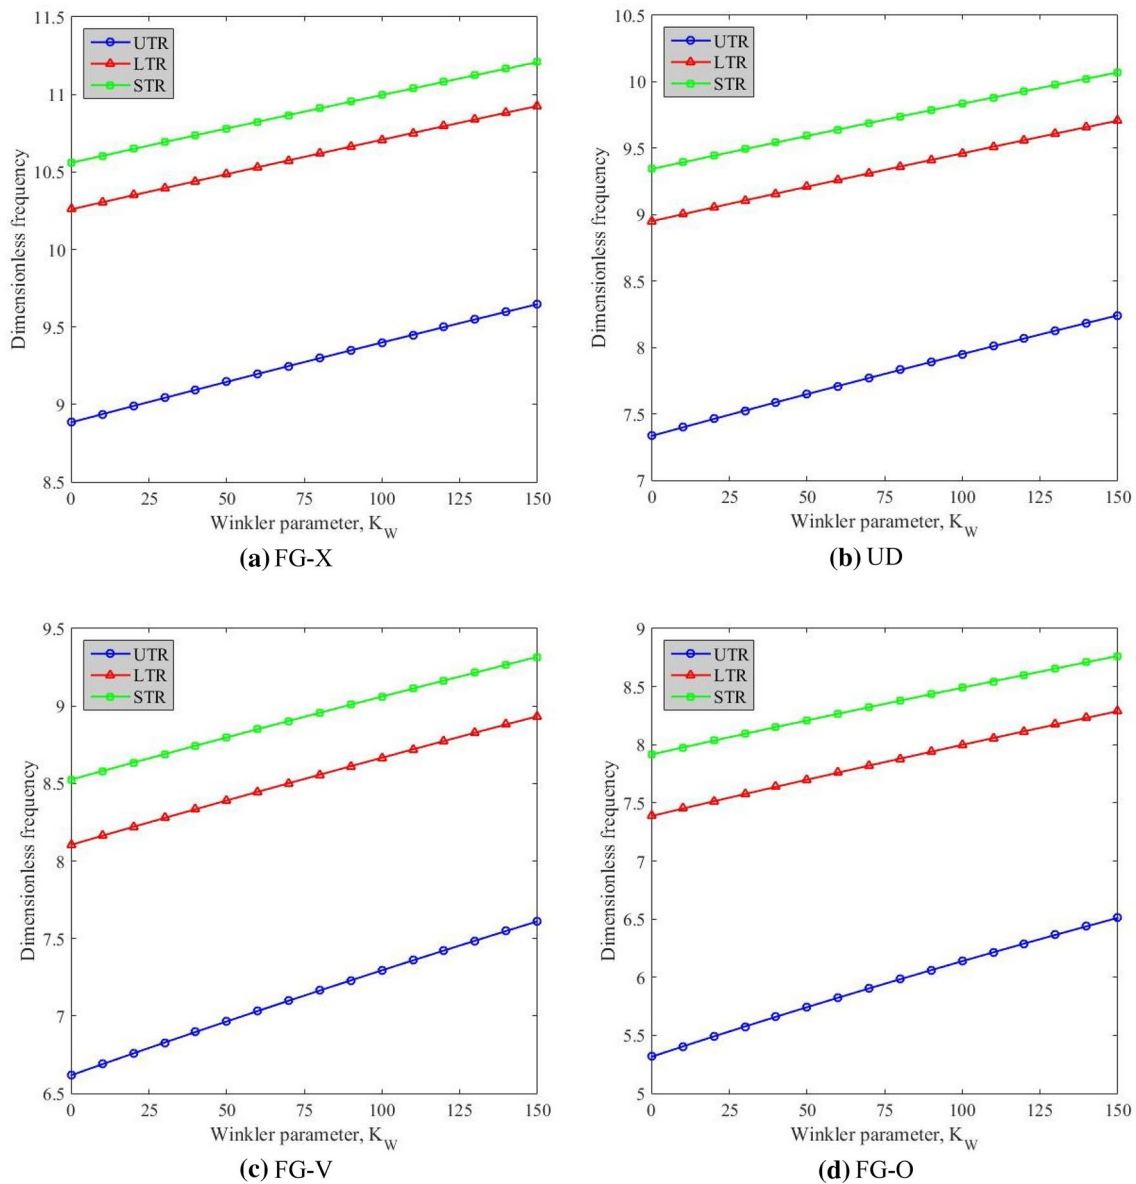 11.5
11
10.5
10
9.5
9
8.5
UTR
LTR
STR
Dimensionless frequency
0 25 50 75 100 125 150
Winkler parameter, K_W
(a) FG-X
10.5
10
9.5
9
8.5
8
7.5
7
UTR
LTR
STR
Dimensionless frequency
0 25 50 75 100 125 150
Winkler parameter, K_W
(b) UD
9.5
9
8.5
8
7.5
7
6.5
UTR
LTR
STR
Dimensionless frequency
0 25 50 75 100 125 150
Winkler parameter, K_W
(c) FG-V
9
8.5
8
7.5
7
6.5
6
5.5
5
UTR
LTR
STR
Dimensionless frequency
0 25 50 75 100 125 150
Winkler parameter, K_W
(d) FG-O